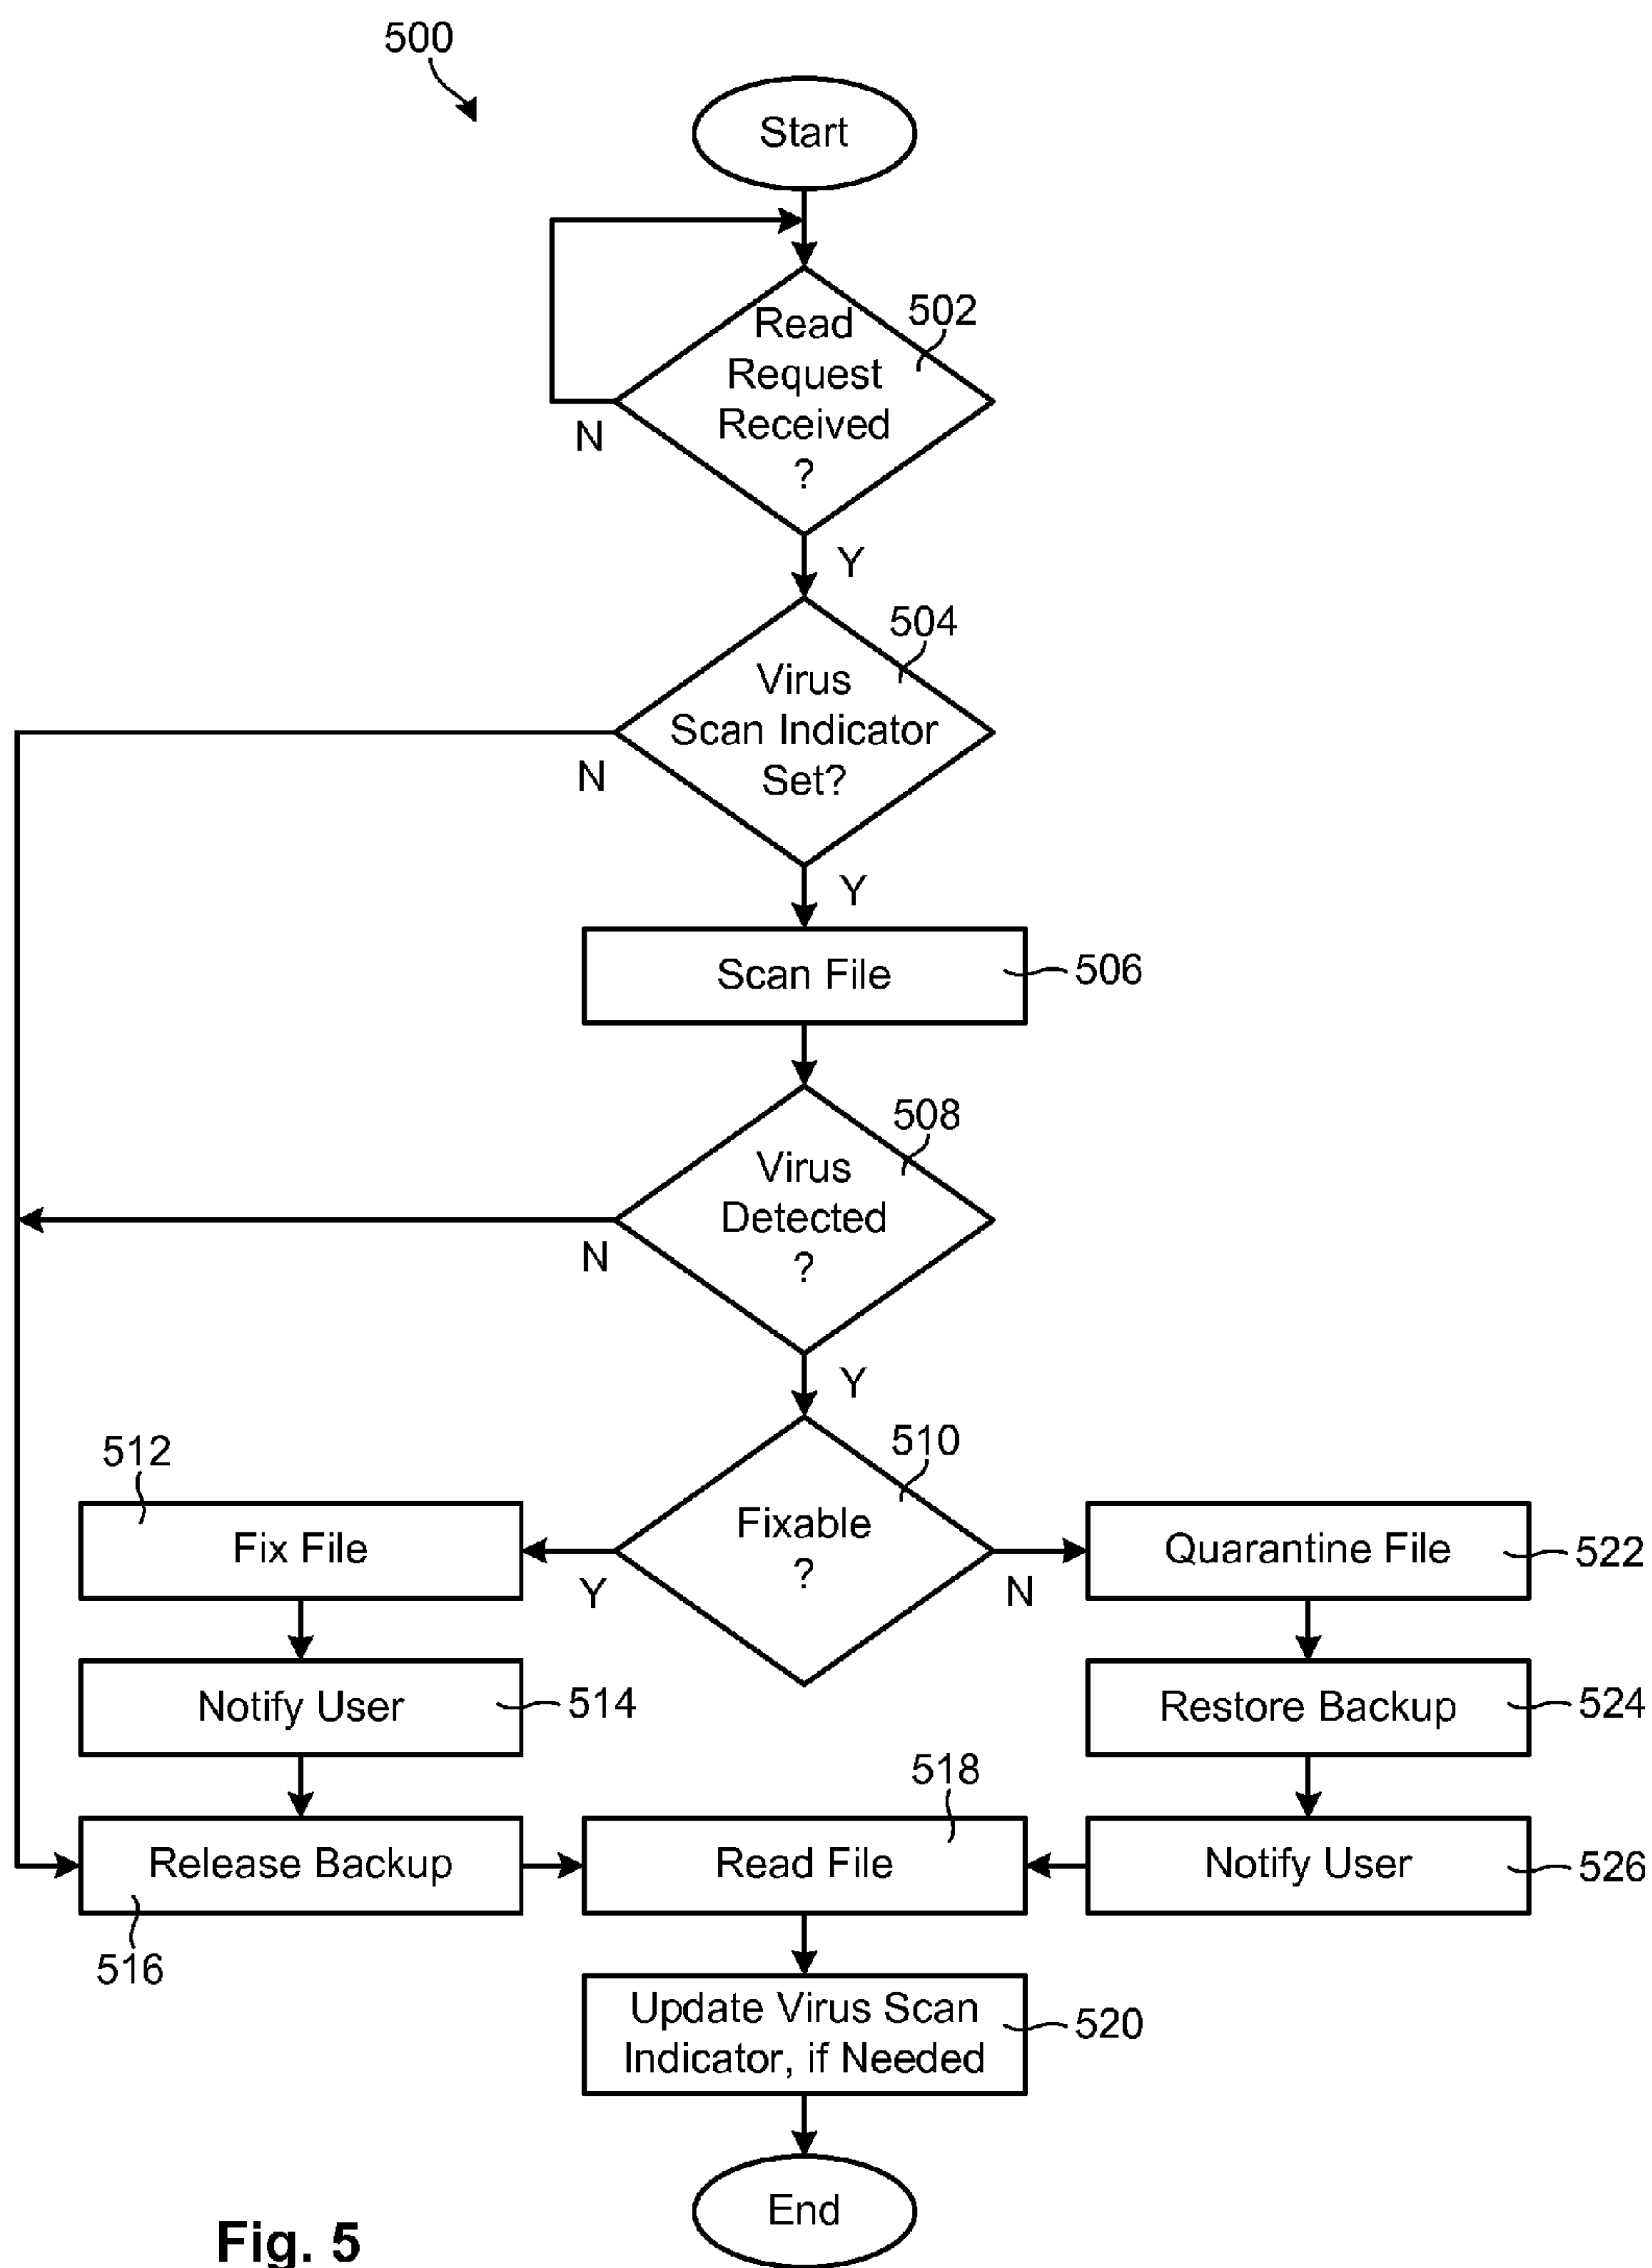 500
Start
502
Read
Request
Received
?
N
Y
504
Virus
Scan Indicator
Set?
N
Y
Scan File
506
508
Virus
Detected
?
N
Y
510
Fixable
?
Y
N
512
Fix File
Quarantine File
522
Notify User
514
Restore Backup
524
518
Release Backup
Read File
Notify User
526
516
Update Virus Scan
Indicator, if Needed
520
End
Fig. 5